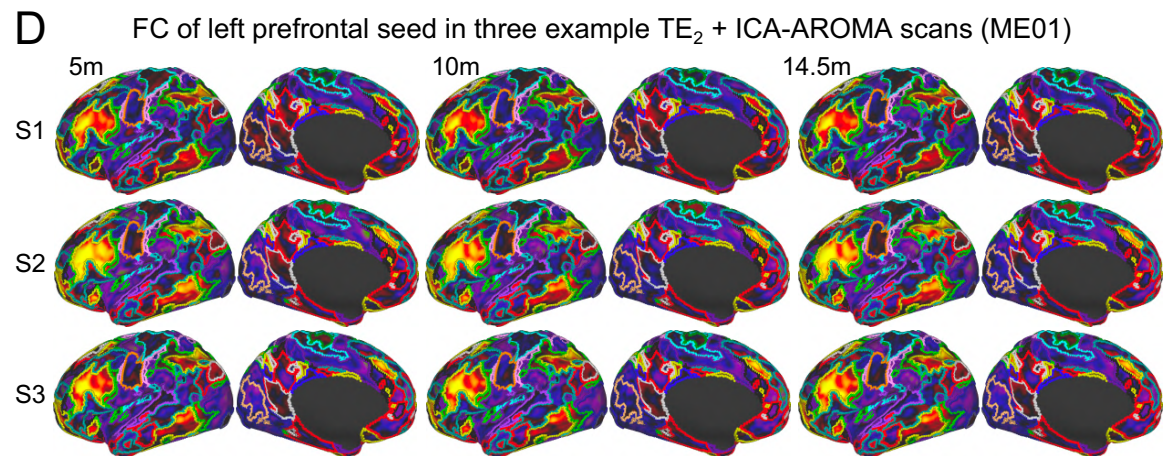 D FC of left prefrontal seed in three example TE₂ + ICA-AROMA scans (ME01)
5m 10m 14.5m
S1
S2
S3